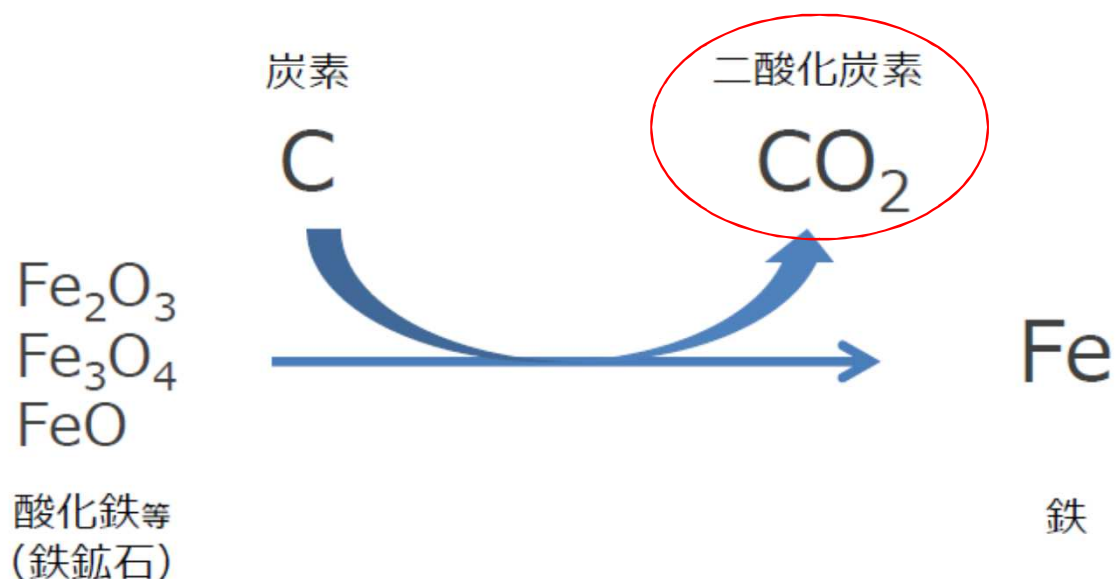 炭素
C
二酸化炭素
CO₂
Fe₂O₃
Fe₃O₄
FeO
酸化鉄等
（鉄鉱石）
Fe
鉄